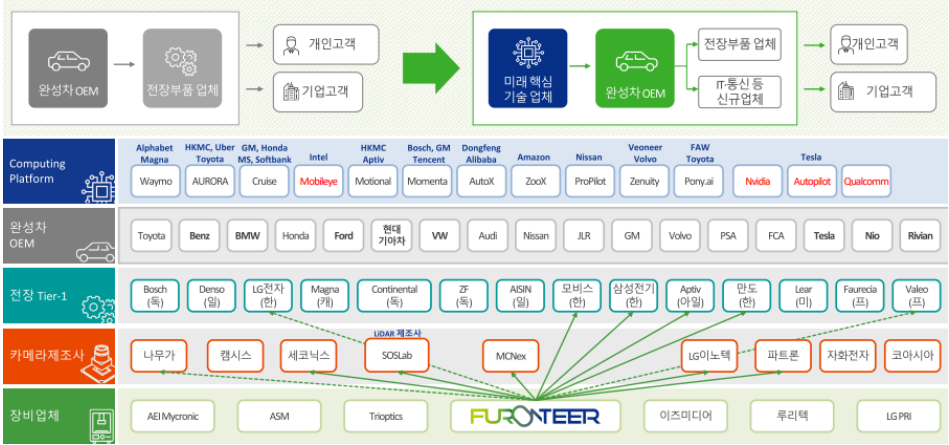 완성차 OEM
전장부품 업체
개인고객
기업고객
미래 핵심
기술 업체
완성차 OEM
전장부품 업체
IT·통신 등
신규업체
개인고객
기업고객
Computing
Platform
Alphabet
Magna
HKMC, Uber
Toyota
GM, Honda
MS, Softbank
Intel
HKMC
Aptiv
Bosch, GM
Tencent
Dongfeng
Alibaba
Amazon
Nissan
Veoneer
Volvo
FAW
Toyota
Tesla
Waymo
AURORA
Cruise
Mobileye
Motional
Momenta
AutoX
ZooX
ProPilot
Zenuity
Pony.ai
Nvidia
Autopilot
Qualcomm
완성차
OEM
Toyota
Benz
BMW
Honda
Ford
현대
기아차
VW
Audi
Nissan
JLR
GM
Volvo
PSA
FCA
Tesla
Nio
Rivian
전장 Tier-1
Bosch
(독)
Denso
(일)
LG전자
(한)
Magna
(캐)
Continental
(독)
ZF
(독)
AISIN
(일)
모비스
(한)
삼성전기
(한)
Aptiv
(아일)
만도
(한)
Lear
(미)
Faurecia
(프)
Valeo
(프)
카메라제조사
LiDAR 제조사
나무가
캠시스
세코닉스
SOSLab
MCNex
LG이노텍
파트론
자화전자
코아시아
장비업체
AEI Mycronic
ASM
Trioptics
FURONTEER
이즈미디어
루리텍
LG PRI